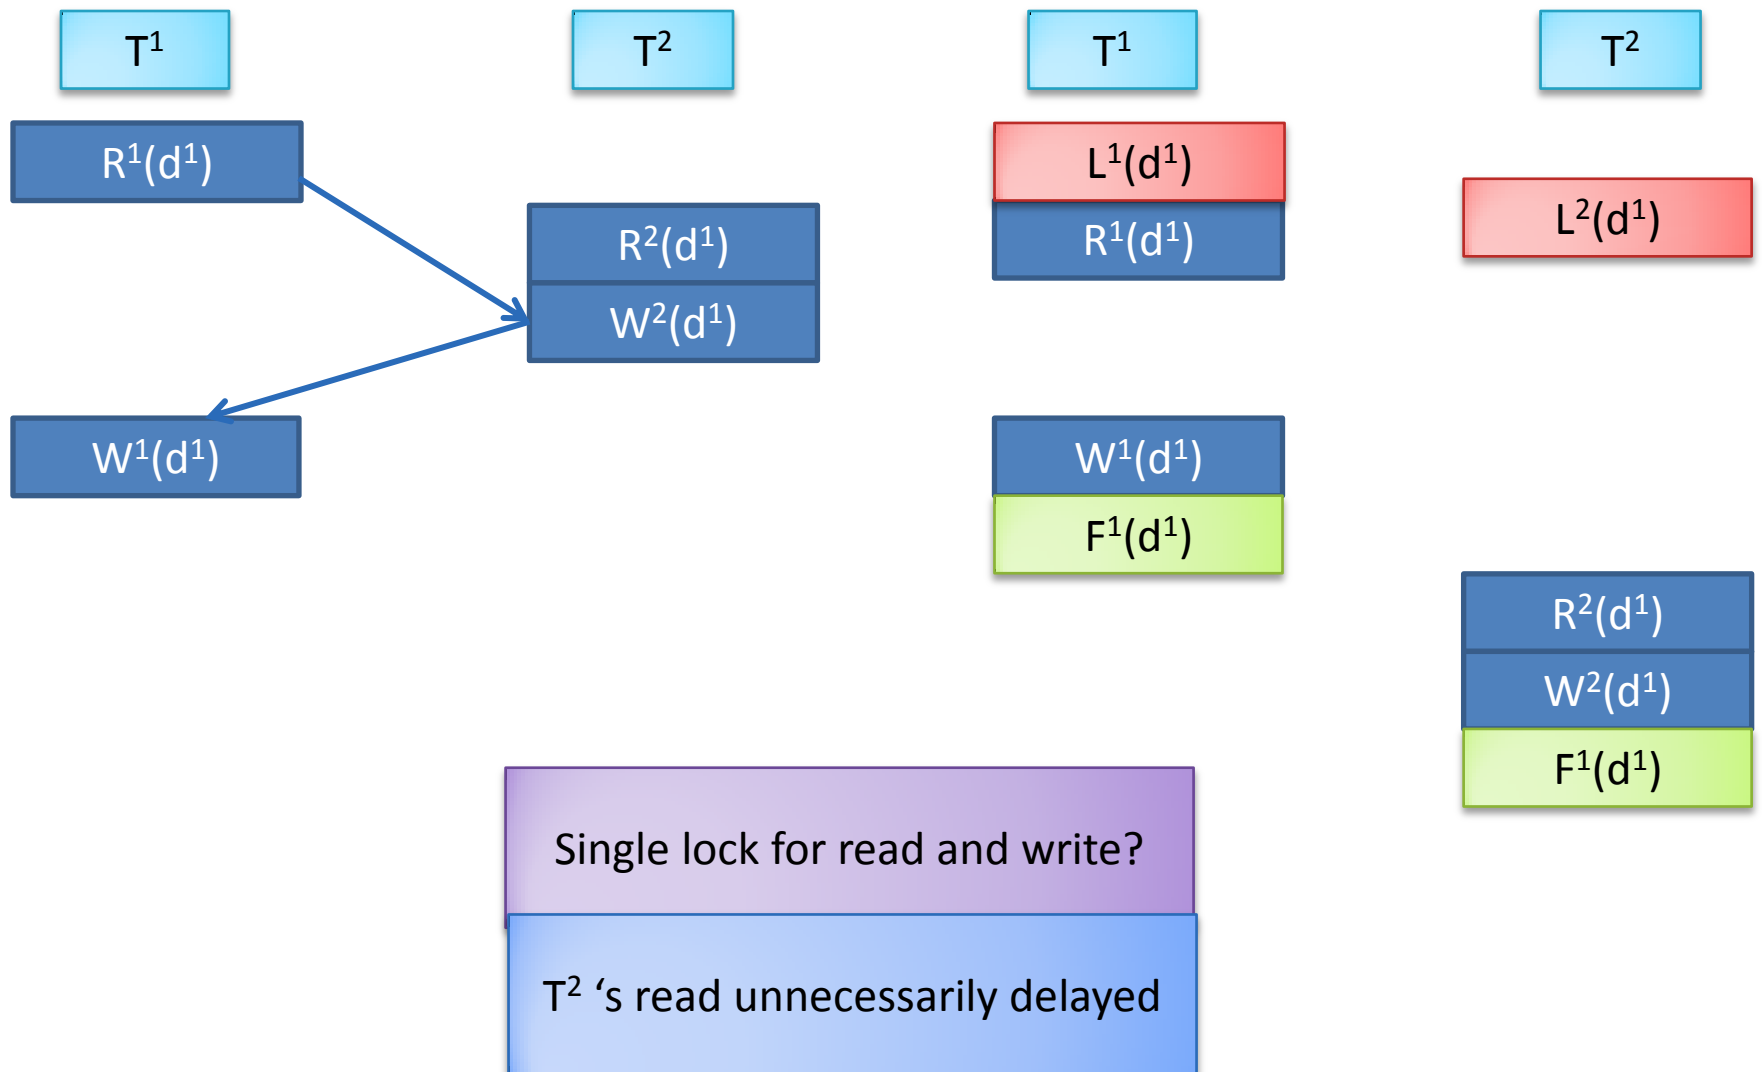 T¹
T²
T¹
T²
R¹(d¹)
R²(d¹)
W²(d¹)
W¹(d¹)
L¹(d¹)
R¹(d¹)
L²(d¹)
W¹(d¹)
F¹(d¹)
R²(d¹)
W²(d¹)
F¹(d¹)
Single lock for read and write?
T² ‘s read unnecessarily delayed